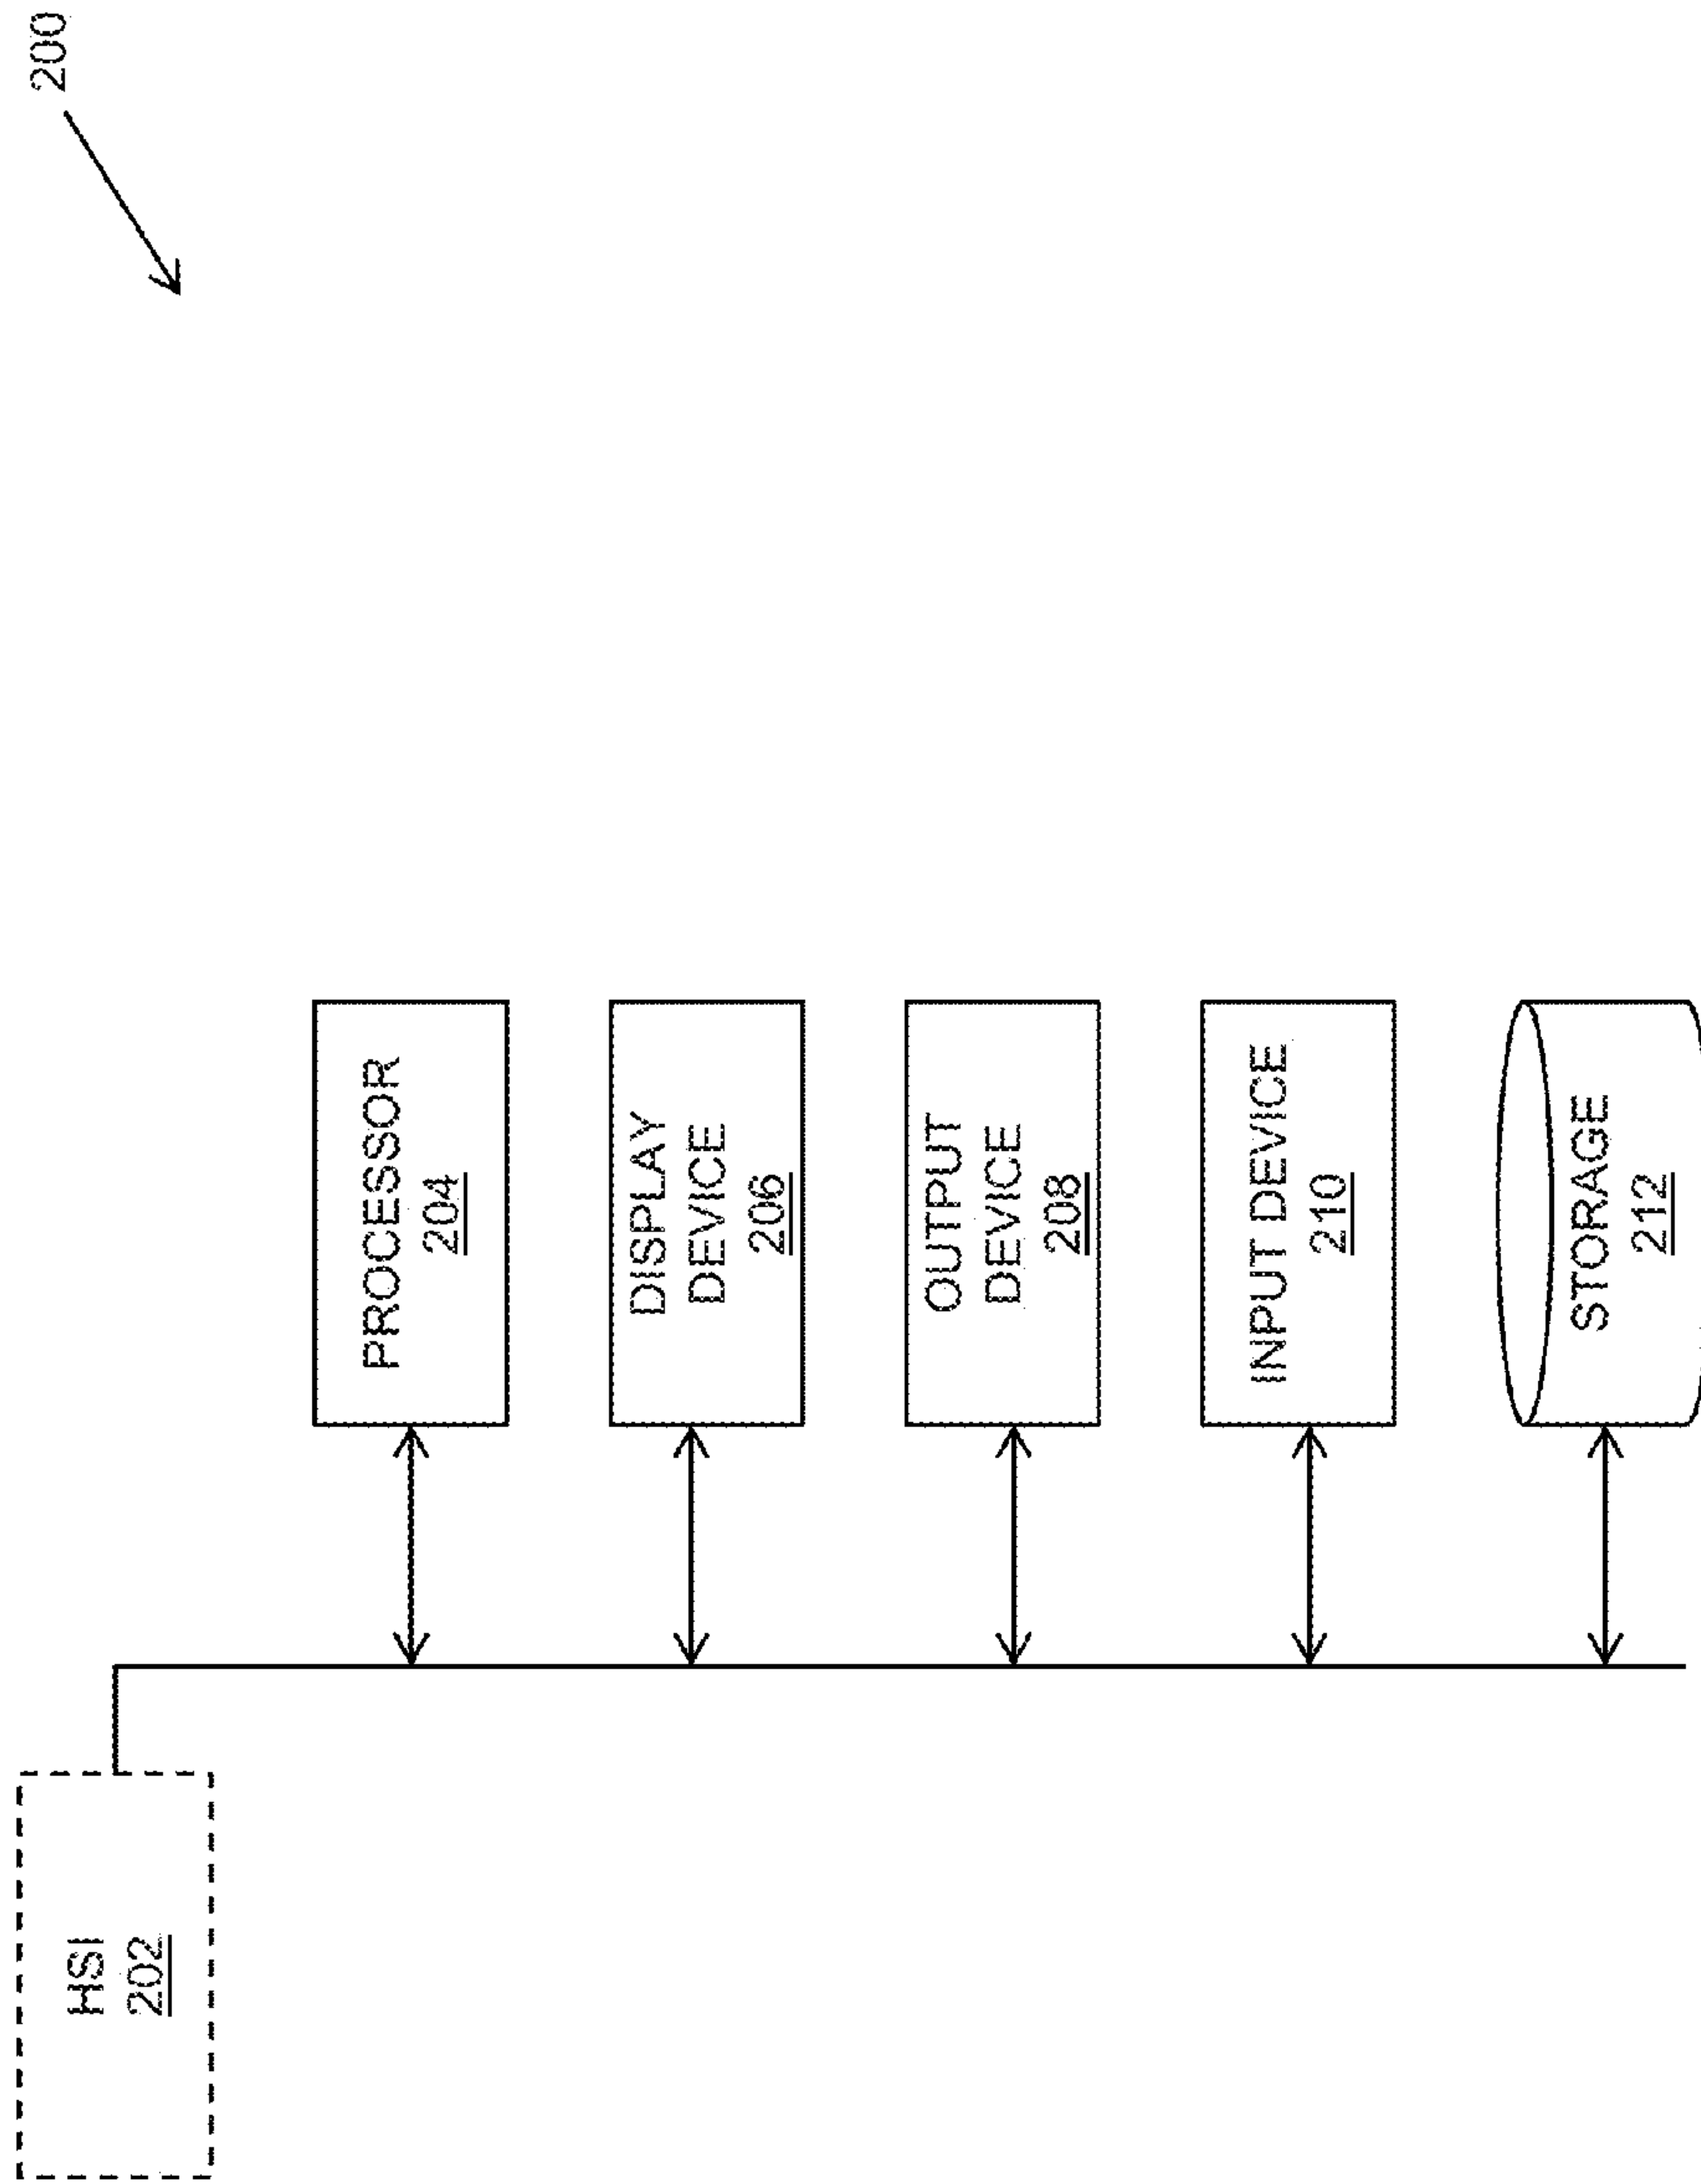 200
HSI
202
PROCESSOR
204
DISPLAY
DEVICE
206
OUTPUT
DEVICE
208
INPUT DEVICE
210
STORAGE
212